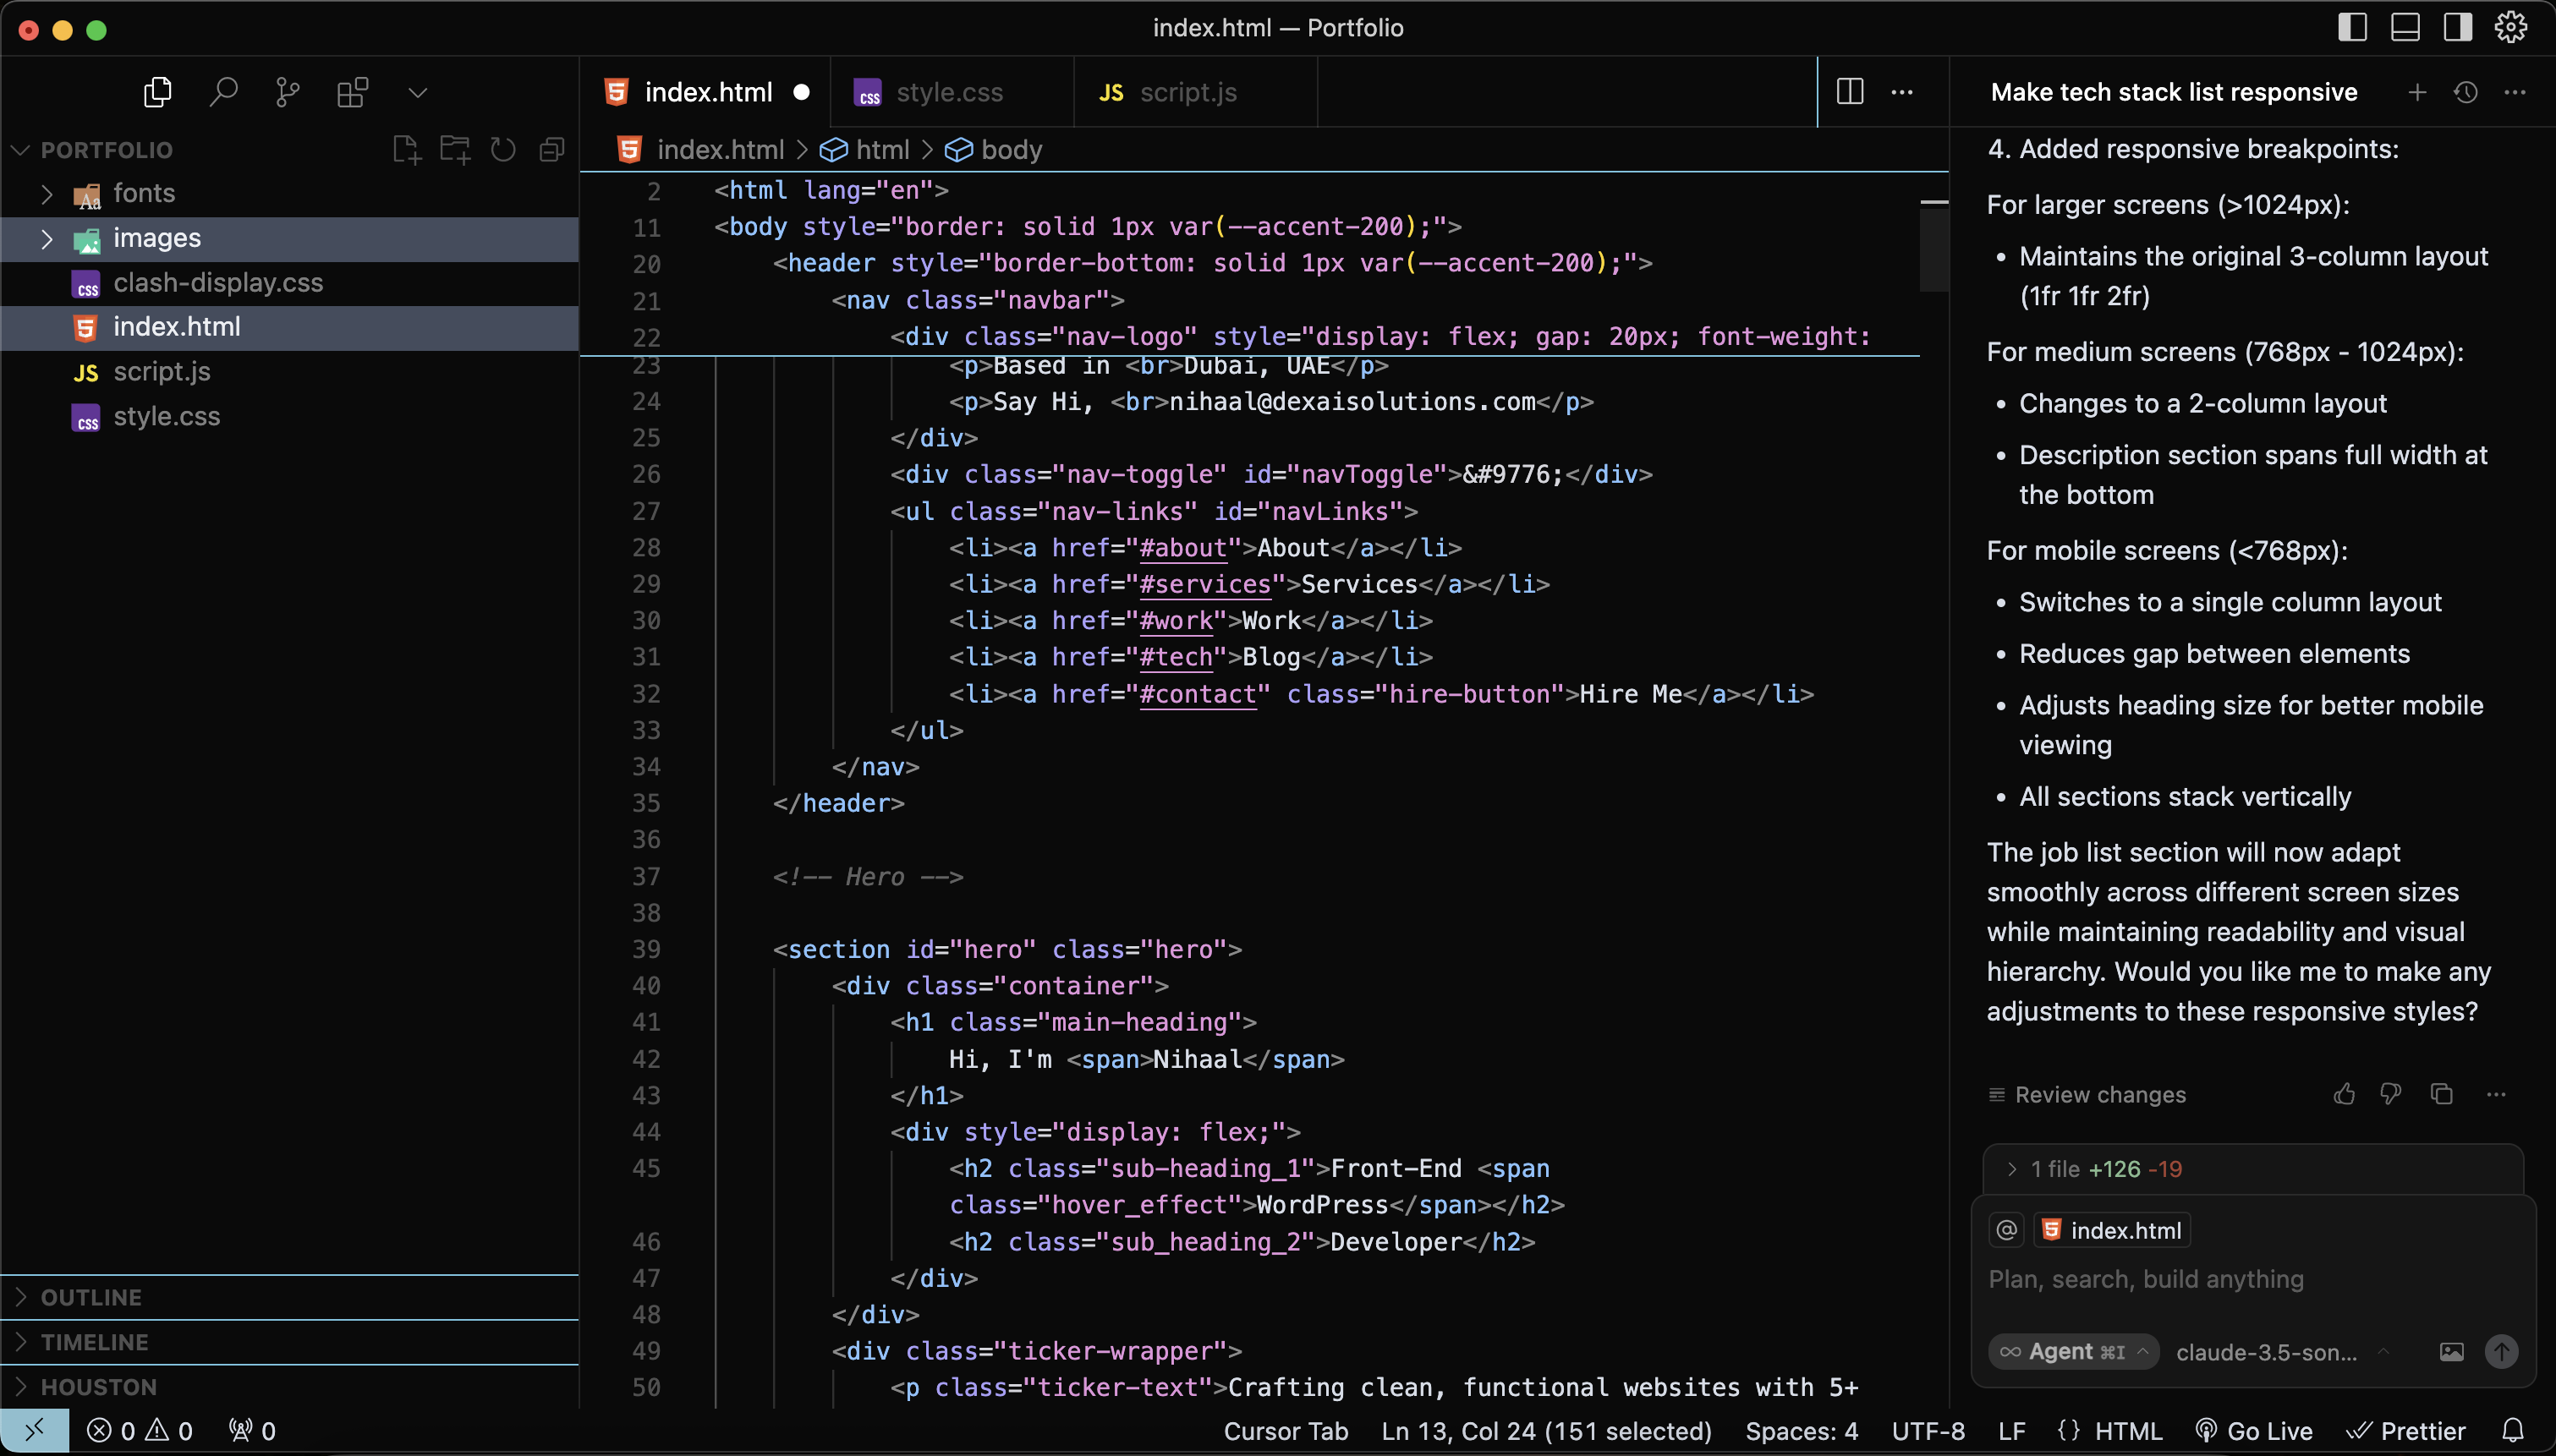 index.html — Portfolio
PORTFOLIO
fonts
images
clash-display.css
index.html
JS script.js
style.css
OUTLINE
TIMELINE
HOUSTON
index.html
css style.css
JS script.js
index.html > html > body
2 <html lang="en">
11 <body style="border: solid 1px var(--accent-200);">
20 <header style="border-bottom: solid 1px var(--accent-200);">
21 <nav class="navbar">
22 <div class="nav-logo" style="display: flex; gap: 20px; font-weight:
23 <p>Based in <br>Dubai, UAE</p>
24 <p>Say Hi, <br>nihaal@dexaisolutions.com</p>
25 </div>
26 <div class="nav-toggle" id="navToggle">&#9776;</div>
27 <ul class="nav-links" id="navLinks">
28 <li><a href="#about">About</a></li>
29 <li><a href="#services">Services</a></li>
30 <li><a href="#work">Work</a></li>
31 <li><a href="#tech">Blog</a></li>
32 <li><a href="#contact" class="hire-button">Hire Me</a></li>
33 </ul>
34 </nav>
35 </header>
36
37 <!-- Hero -->
38
39 <section id="hero" class="hero">
40 <div class="container">
41 <h1 class="main-heading">
42 Hi, I'm <span>Nihaal</span>
43 </h1>
44 <div style="display: flex;">
45 <h2 class="sub-heading_1">Front-End <span
class="hover_effect">WordPress</span></h2>
46 <h2 class="sub_heading_2">Developer</h2>
47 </div>
48 </div>
49 <div class="ticker-wrapper">
50 <p class="ticker-text">Crafting clean, functional websites with 5+
Make tech stack list responsive
4. Added responsive breakpoints:
For larger screens (>1024px):
• Maintains the original 3-column layout
(1fr 1fr 2fr)
For medium screens (768px - 1024px):
• Changes to a 2-column layout
• Description section spans full width at
the bottom
For mobile screens (<768px):
• Switches to a single column layout
• Reduces gap between elements
• Adjusts heading size for better mobile
viewing
• All sections stack vertically
The job list section will now adapt
smoothly across different screen sizes
while maintaining readability and visual
hierarchy. Would you like me to make any
adjustments to these responsive styles?
Review changes
1 file +126 -19
@ index.html
Plan, search, build anything
∞ Agent ⌘I claude-3.5-son...
0 0 0
Cursor Tab Ln 13, Col 24 (151 selected) Spaces: 4 UTF-8 LF {} HTML Go Live Prettier